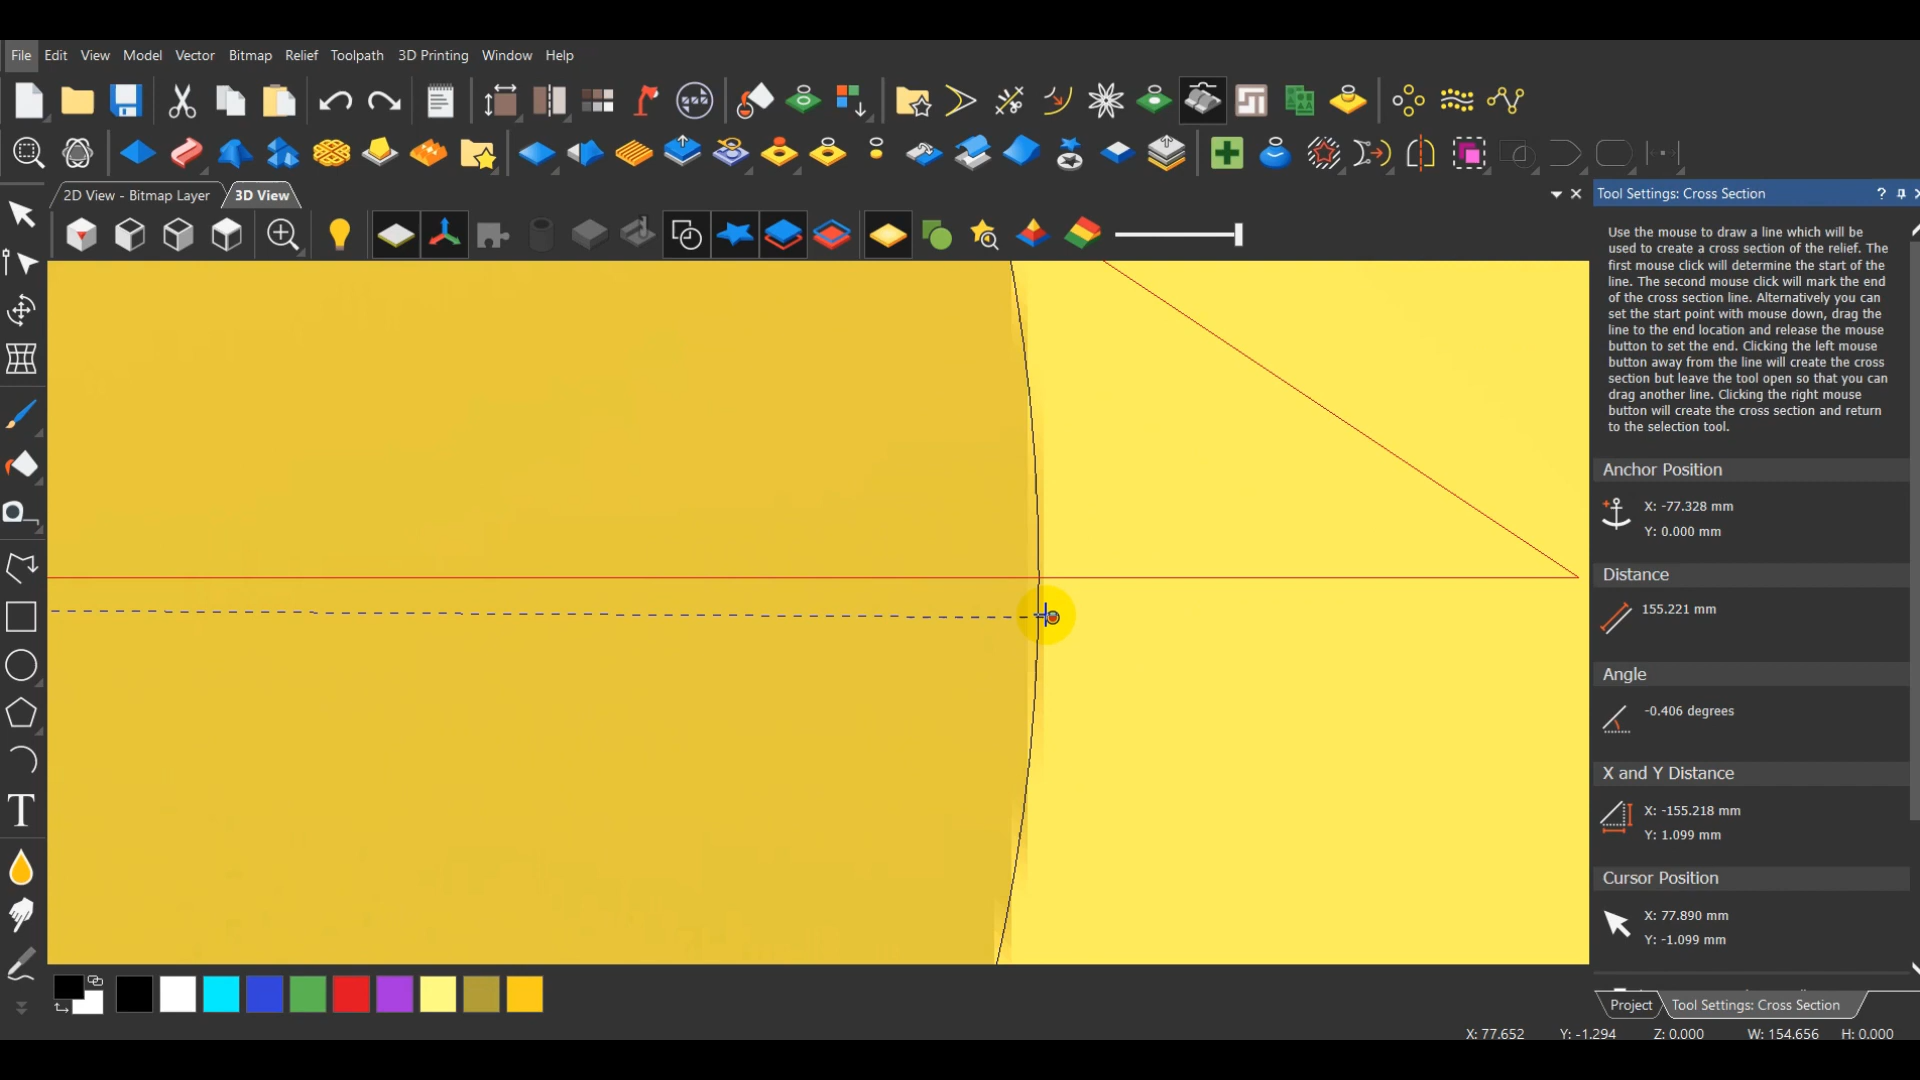 File Edit View Model Vector Bitmap Relief Toolpath 3D Printing Window Help
2D View - Bitmap Layer 3D View
Tool Settings: Cross Section
Use the mouse to draw a line which will be
used to create a cross section of the relief. The
first mouse click will determine the start of the
line. The second mouse click will mark the end
of the cross section line. Alternatively you can
set the start point with mouse down, drag the
line to the end location and release the mouse
button to set the end. Clicking the left mouse
button away from the line will create the cross
section but leave the tool open so that you can
drag another line. Clicking the right mouse
button will create the cross section and return
to the selection tool.
Anchor Position
X: -77.328 mm
Y: 0.000 mm
Distance
155.221 mm
Angle
-0.406 degrees
X and Y Distance
X: -155.218 mm
Y: 1.099 mm
Cursor Position
X: 77.890 mm
Y: -1.099 mm
Project Tool Settings: Cross Section
X: 77.652 Y: -1.294 Z: 0.000 W: 154.656 H: 0.000